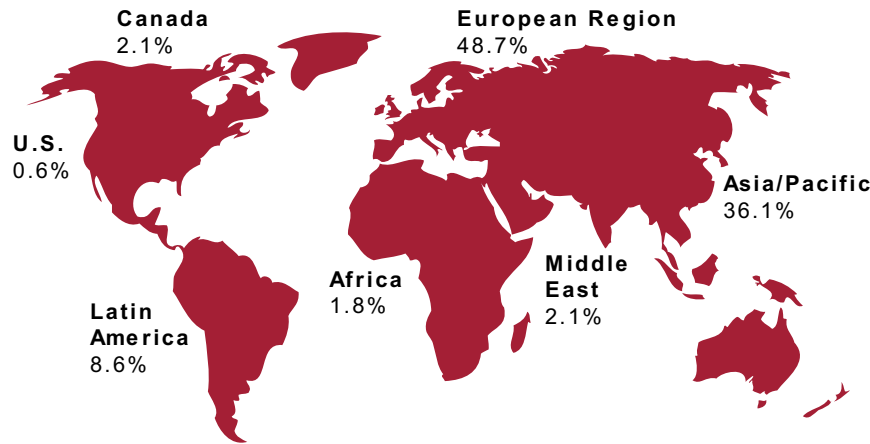 Canada
2.1%
European Region
48.7%
U.S.
0.6%
Asia/Pacific
36.1%
Africa
1.8%
Middle
East
2.1%
Latin
America
8.6%